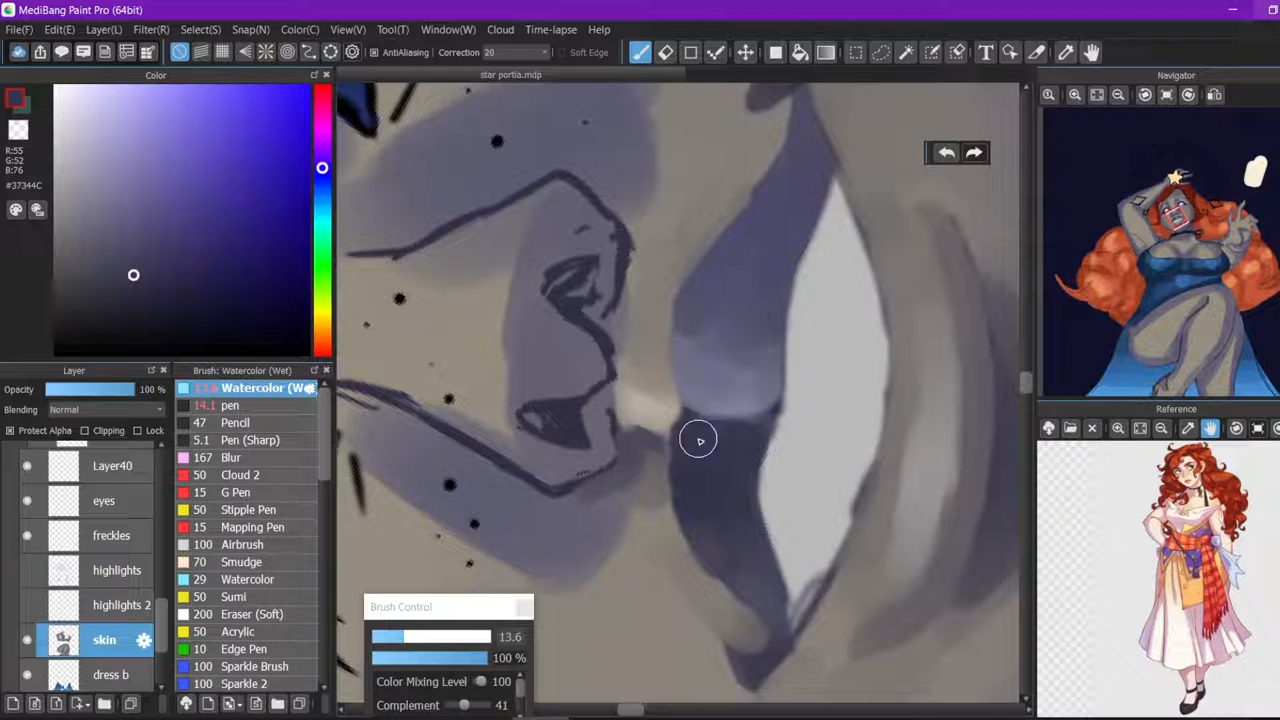 MediBang Paint Pro (64bit)
File(F) Edit(E) Layer(L) Filter(R) Select(S) Snap(N) Color(C) View(V) Tool(T) Window(W) Cloud Time-lapse Help(H)
AntiAliasing Correction 20 Soft Edge
Color
star portia.mdp
Navigator
R:55
G:52
B:76
#37344C
Layer
Opacity 100 %
Blending Normal
Protect Alpha Clipping Lock
Layer40
eyes
freckles
highlights
highlights 2
skin
dress b
Brush: Watercolor (Wet)
13.6 Watercolor (We
14.1 pen
47 Pencil
5.1 Pen (Sharp)
167 Blur
50 Cloud 2
15 G Pen
50 Stipple Pen
15 Mapping Pen
100 Airbrush
70 Smudge
29 Watercolor
50 Sumi
200 Eraser (Soft)
50 Acrylic
10 Edge Pen
100 Sparkle Brush
100 Sparkle 2
Brush Control
13.6
100 %
Color Mixing Level 100
Complement 41
Reference